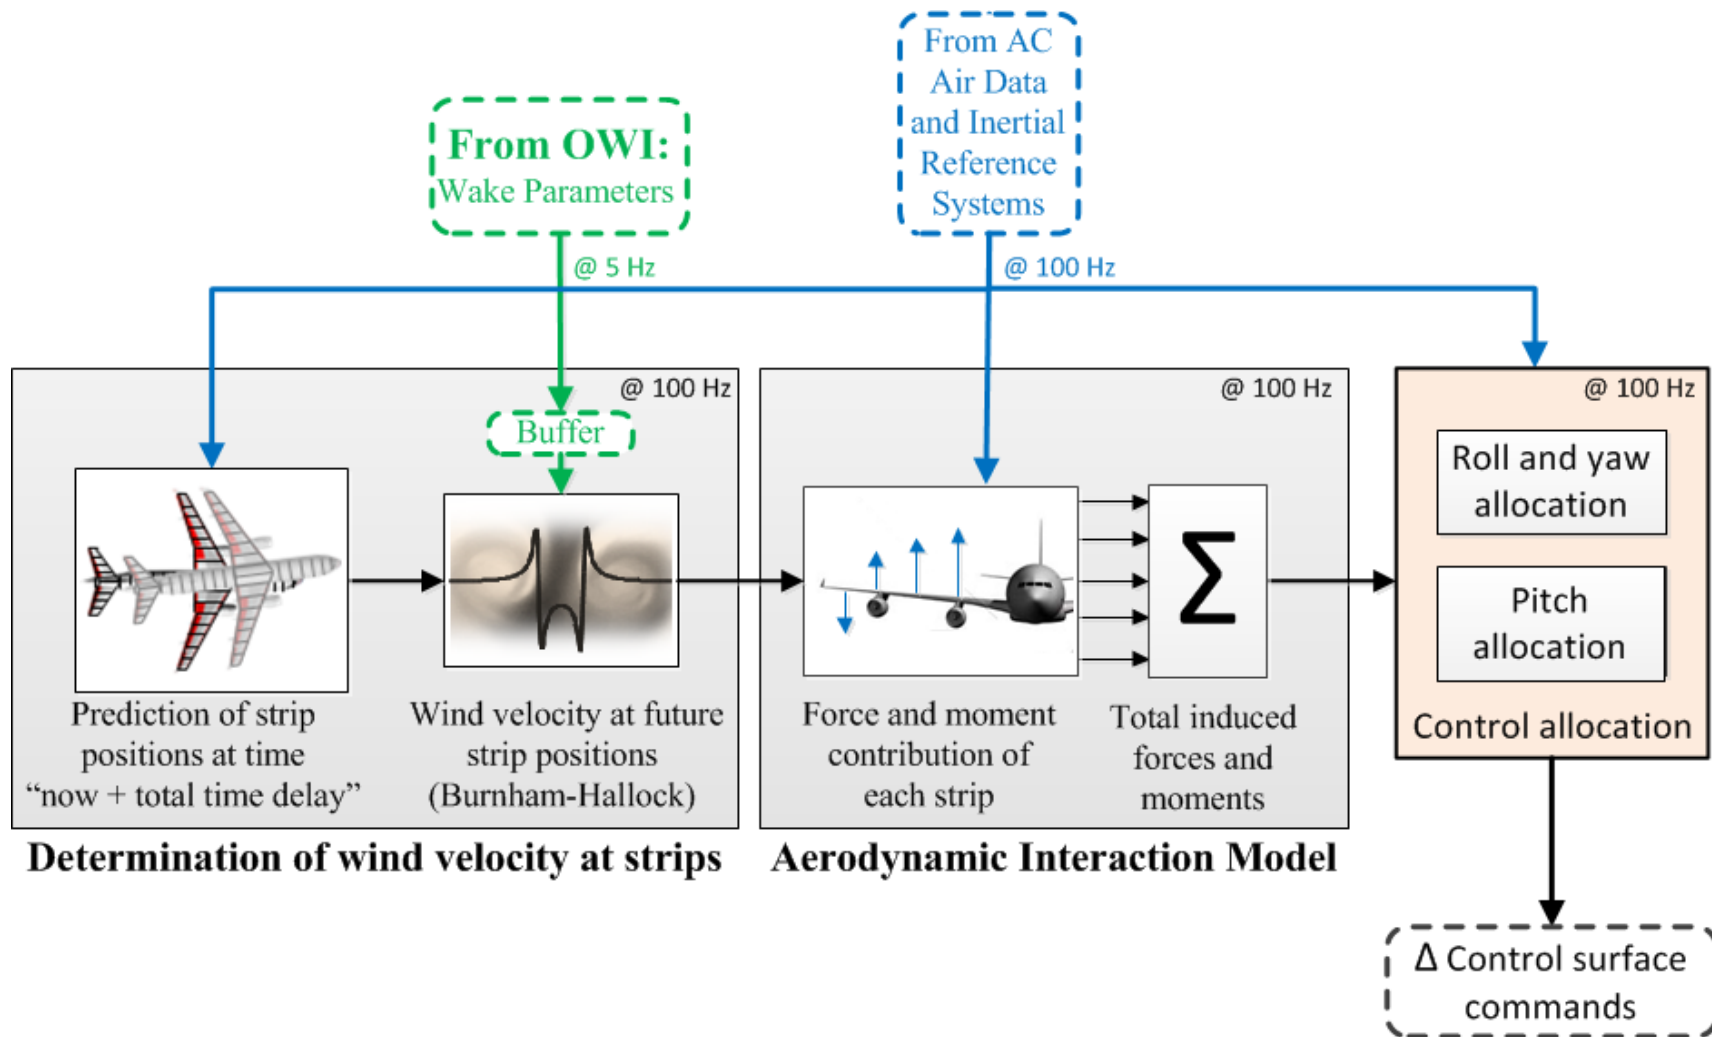 From AC
Air Data
and Inertial
Reference
Systems
From OWI:
Wake Parameters
@ 5 Hz
@ 100 Hz
@ 100 Hz
Buffer
Prediction of strip
positions at time
“now + total time delay”
Wind velocity at future
strip positions
(Burnham-Hallock)
Determination of wind velocity at strips
@ 100 Hz
Σ
Force and moment
contribution of
each strip
Total induced
forces and
moments
Aerodynamic Interaction Model
@ 100 Hz
Roll and yaw
allocation
Pitch
allocation
Control allocation
Δ Control surface
commands